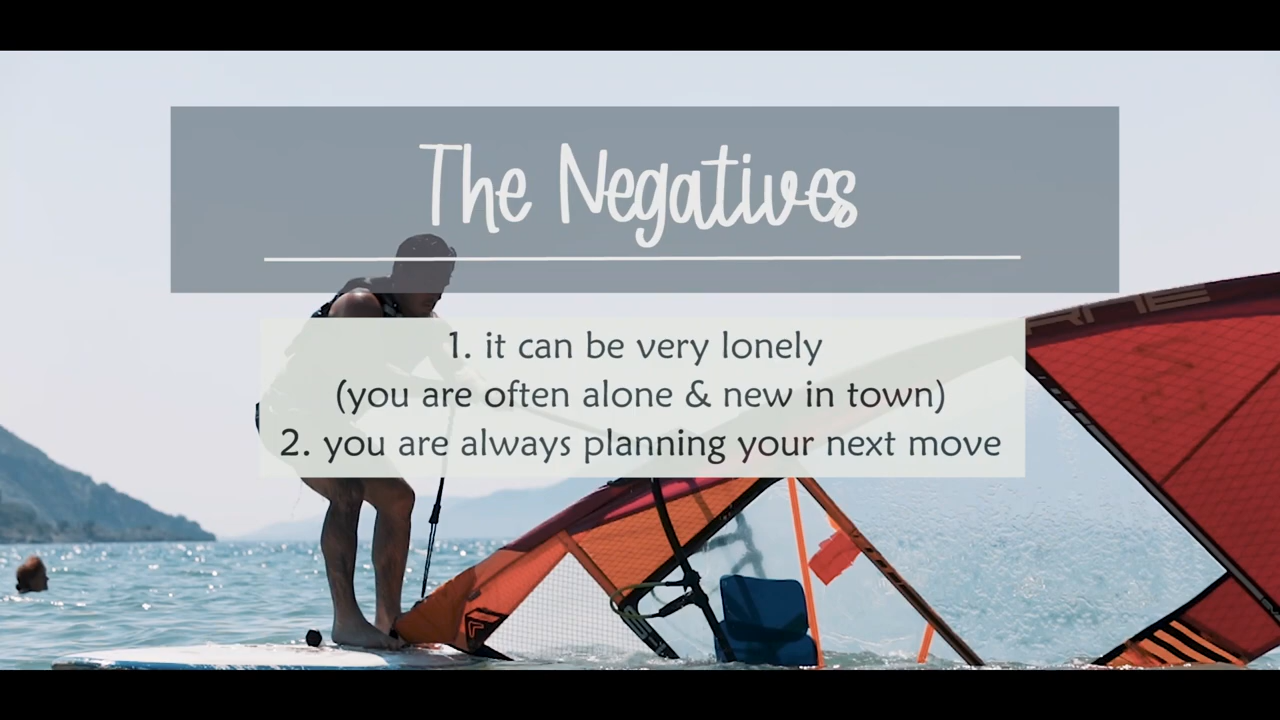 The Negatives
1. it can be very lonely
(you are often alone & new in town)
2. you are always planning your next move